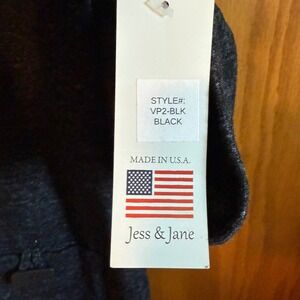 STYLE#:
VP2-BLK
BLACK
MADE IN U.S.A.
Jess & Jane